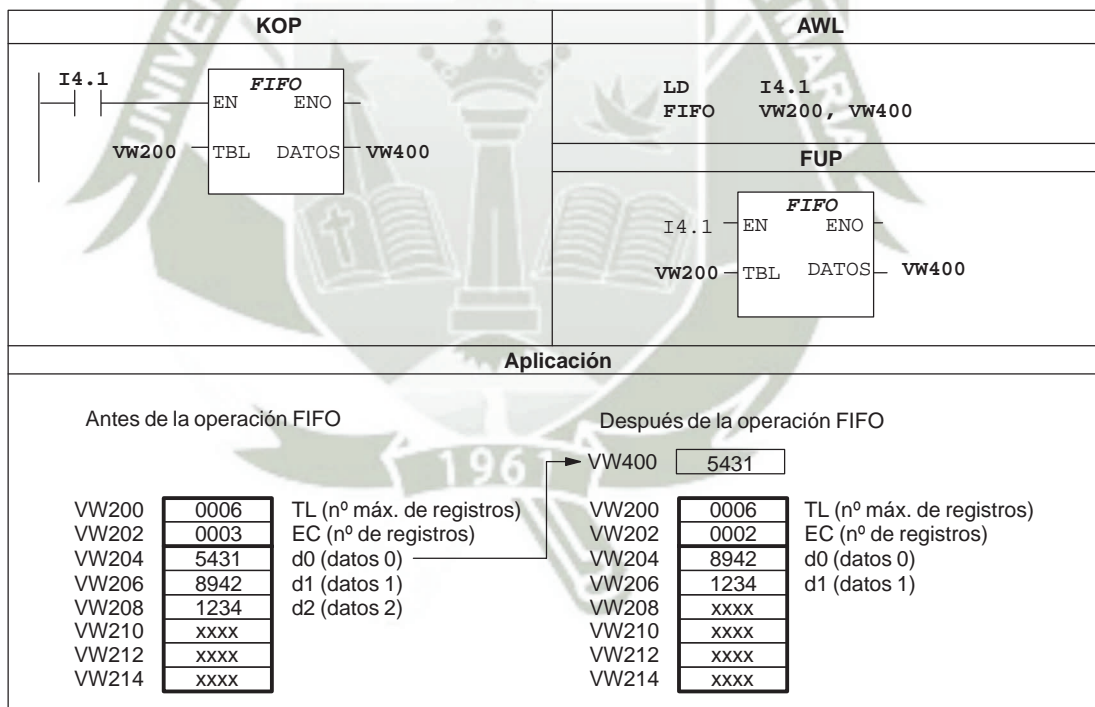 KOP
I4.1
FIFO
EN ENO
VW200 TBL DATOS VW400
AWL
LD I4.1
FIFO VW200, VW400
FUP
FIFO
I4.1 EN ENO
VW200 TBL DATOS VW400
Aplicación
Antes de la operación FIFO
VW200 0006 TL (nº máx. de registros)
VW202 0003 EC (nº de registros)
VW204 5431 d0 (datos 0)
VW206 8942 d1 (datos 1)
VW208 1234 d2 (datos 2)
VW210 xxxx
VW212 xxxx
VW214 xxxx
Después de la operación FIFO
VW400 5431
VW200 0006 TL (nº máx. de registros)
VW202 0002 EC (nº de registros)
VW204 8942 d0 (datos 0)
VW206 1234 d1 (datos 1)
VW208 xxxx
VW210 xxxx
VW212 xxxx
VW214 xxxx
1961